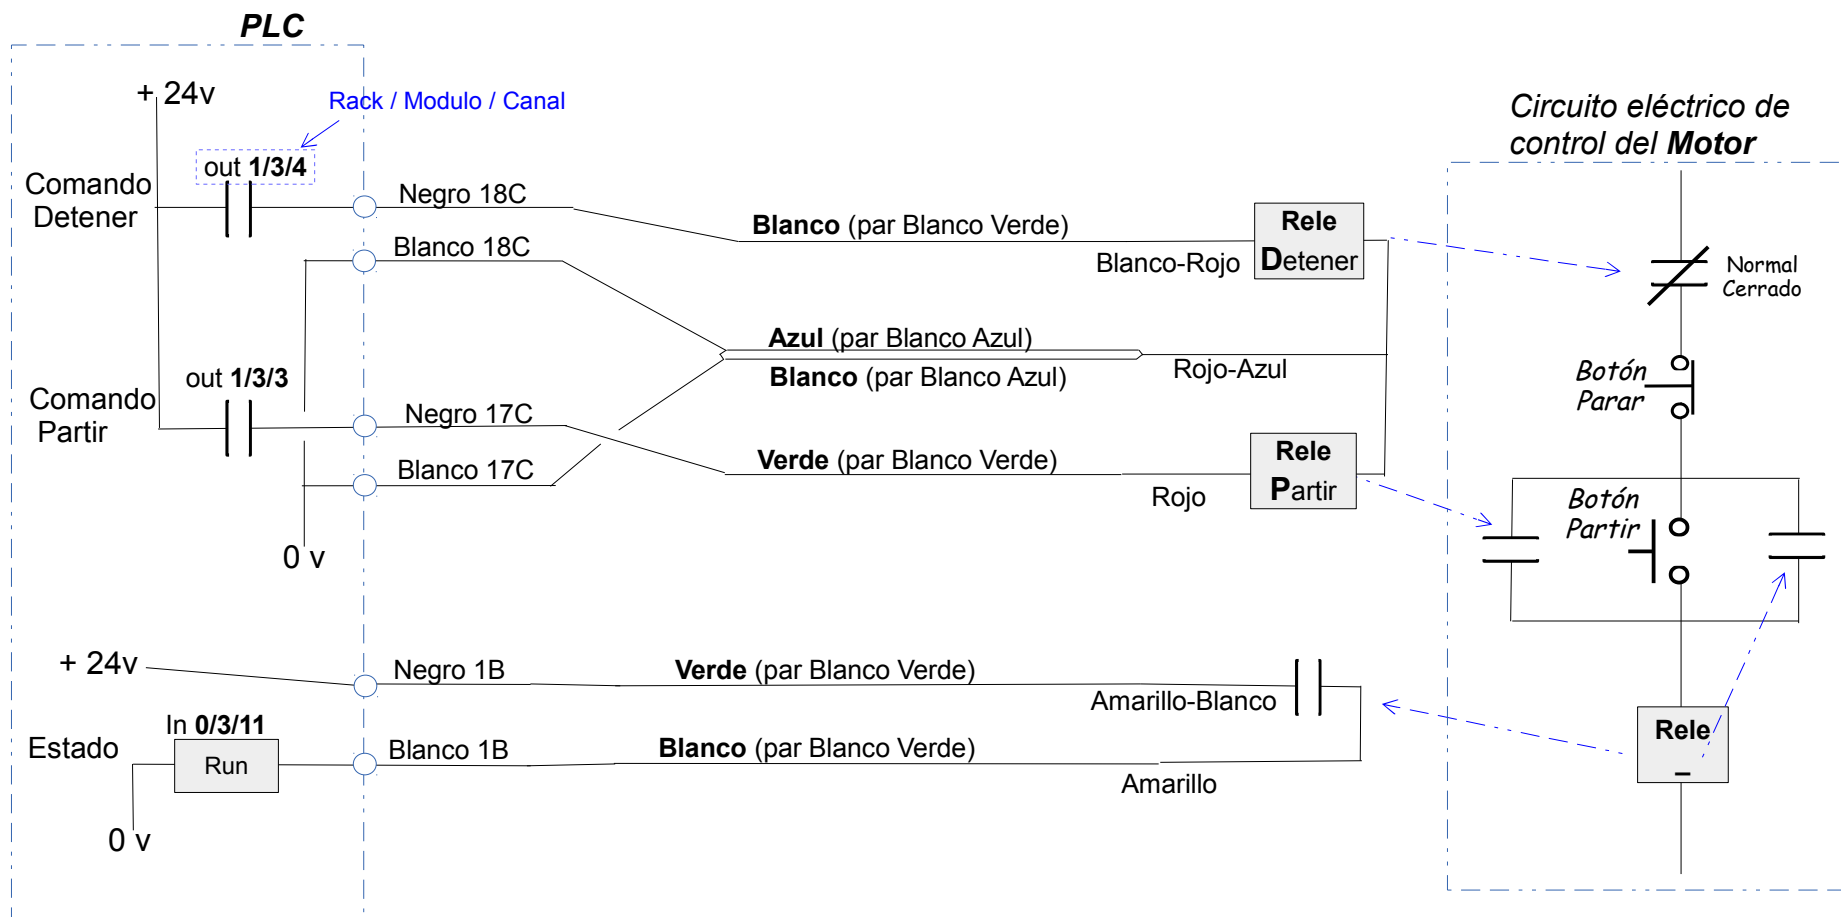 PLC
+ 24v
Rack / Modulo / Canal
out 1/3/4
Comando
Detener
Negro 18C
Blanco (par Blanco Verde)
Blanco-Rojo
Rele
Detener
Blanco 18C
Azul (par Blanco Azul)
Blanco (par Blanco Azul)
Rojo-Azul
out 1/3/3
Comando
Partir
Negro 17C
Verde (par Blanco Verde)
Rojo
Rele
Partir
Blanco 17C
0 v
+ 24v
Negro 1B
Verde (par Blanco Verde)
Amarillo-Blanco
In 0/3/11
Estado
Run
Blanco 1B
Blanco (par Blanco Verde)
Amarillo
0 v
Circuito eléctrico de
control del Motor
Normal
Cerrado
Botón
Parar
Botón
Partir
Rele
_